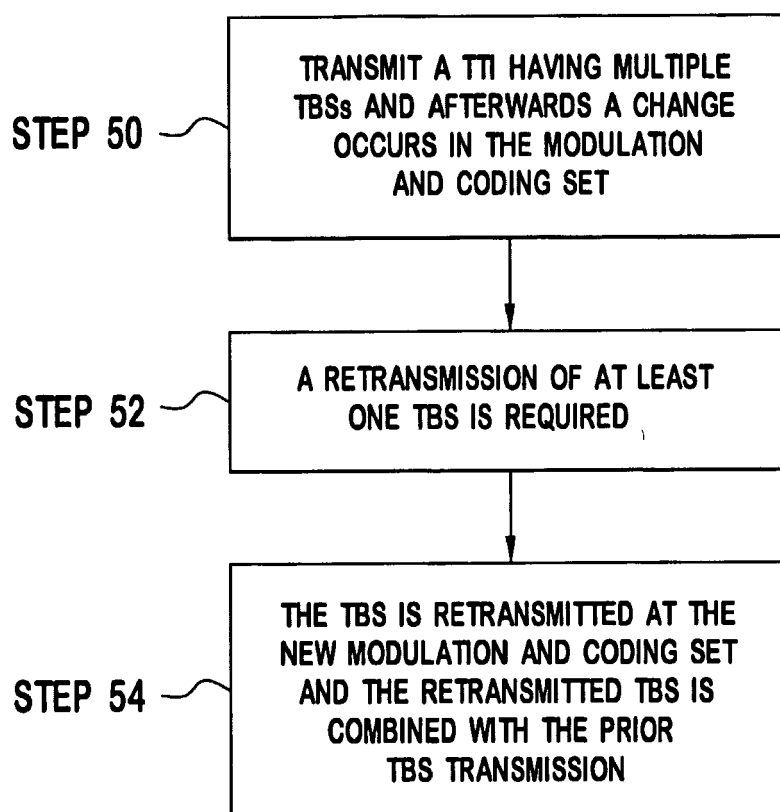 STEP 50
TRANSMIT A TTI HAVING MULTIPLE
TBSs AND AFTERWARDS A CHANGE
OCCURS IN THE MODULATION
AND CODING SET
STEP 52
A RETRANSMISSION OF AT LEAST
ONE TBS IS REQUIRED
STEP 54
THE TBS IS RETRANSMITTED AT THE
NEW MODULATION AND CODING SET
AND THE RETRANSMITTED TBS IS
COMBINED WITH THE PRIOR
TBS TRANSMISSION